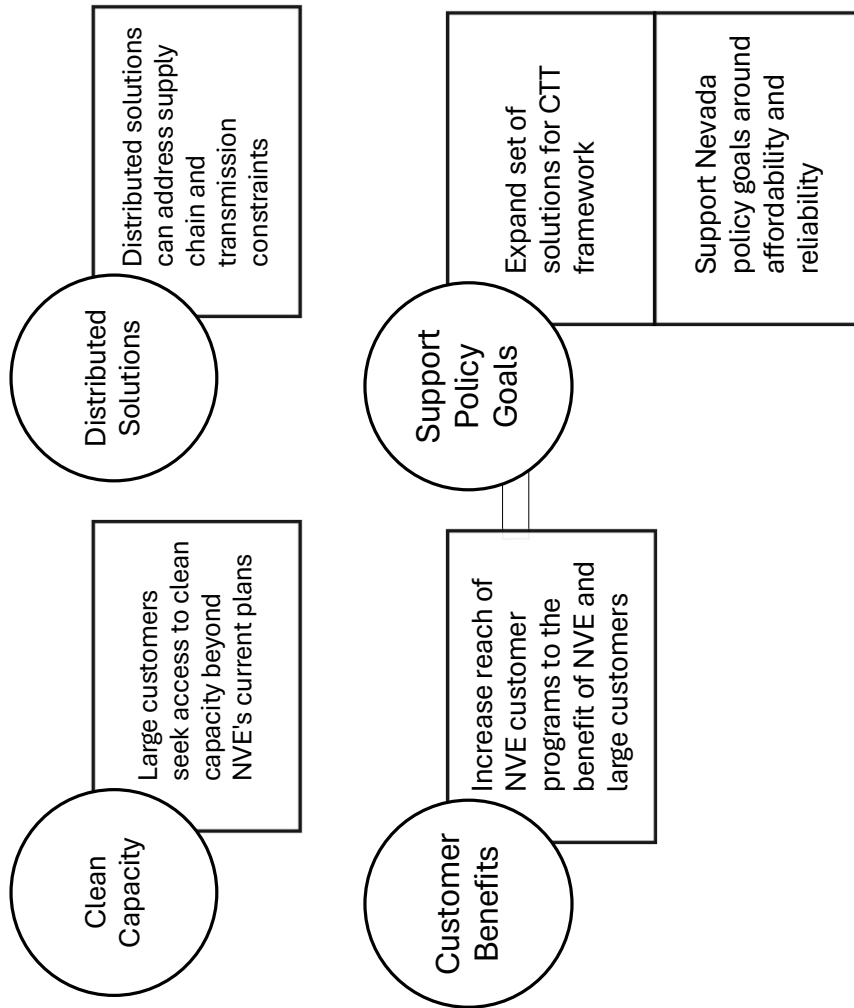 Clean
Capacity
Large customers
seek access to clean
capacity beyond
NVE's current plans
Distributed
Solutions
Distributed solutions
can address supply
chain and
transmission
constraints
Customer
Benefits
Increase reach of
NVE customer
programs to the
benefit of NVE and
large customers
Support
Policy
Goals
Expand set of
solutions for CTT
framework
Support Nevada
policy goals around
affordability and
reliability